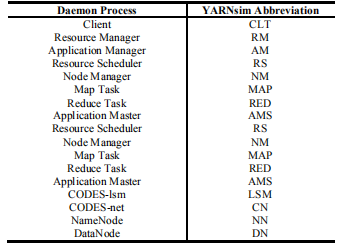 Daemon Process YARNsim Abbreviation
Client CLT
Resource Manager RM
Application Manager AM
Resource Scheduler RS
Node Manager NM
Map Task MAP
Reduce Task RED
Application Master AMS
Resource Scheduler RS
Node Manager NM
Map Task MAP
Reduce Task RED
Application Master AMS
CODES-lsm LSM
CODES-net CN
NameNode NN
DataNode DN